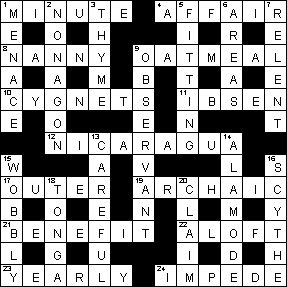 1 M I 2 N U 3 T E 4 A 5 F F 6 A I 7 R
E O H I R E
8 N A N N Y 9 O A T M E A L
A A M B T A E
10 C Y G N E T S 11 I B S E N
E O E N T
12 N I 13 C A R A G U 14 A
15 W A V L 16 S
17 O U 18 T E R 19 A R 20 C H A I C
B O E N L M Y
21 B E N E F I T 22 A L O F T
L G U I D H
23 Y E A R L Y 24 I M P E D E